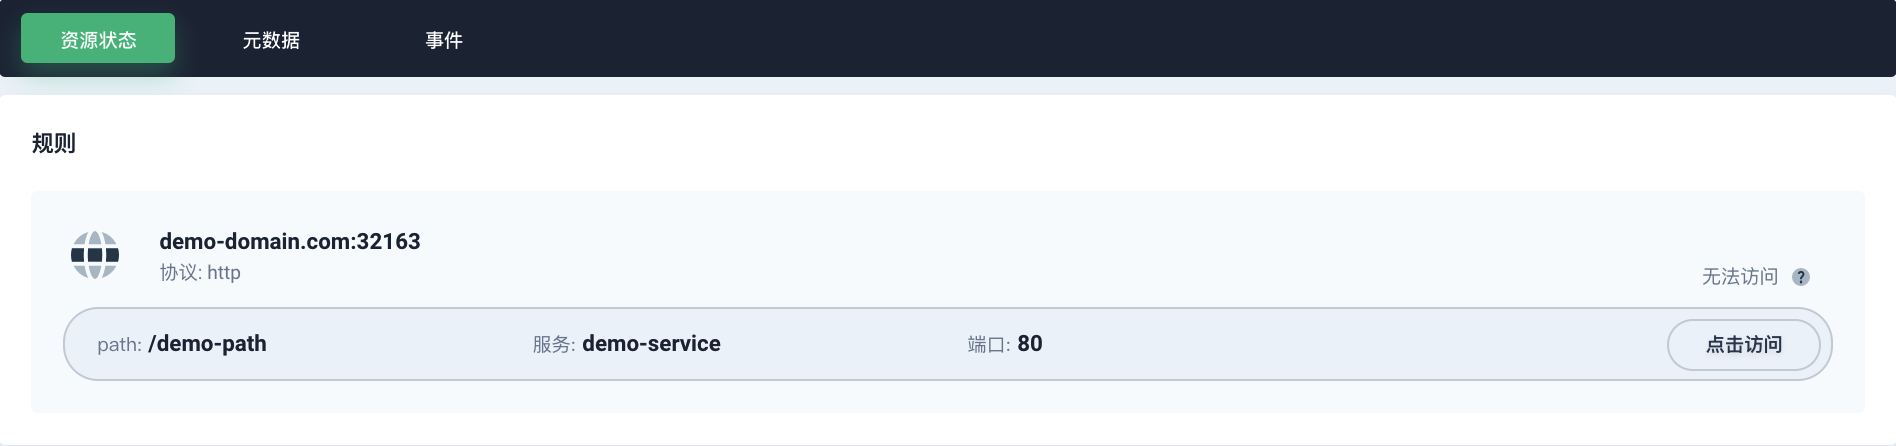 资源状态 元数据 事件
规则
demo-domain.com:32163
协议: http
无法访问 ?
path: /demo-path 服务: demo-service 端口: 80 点击访问